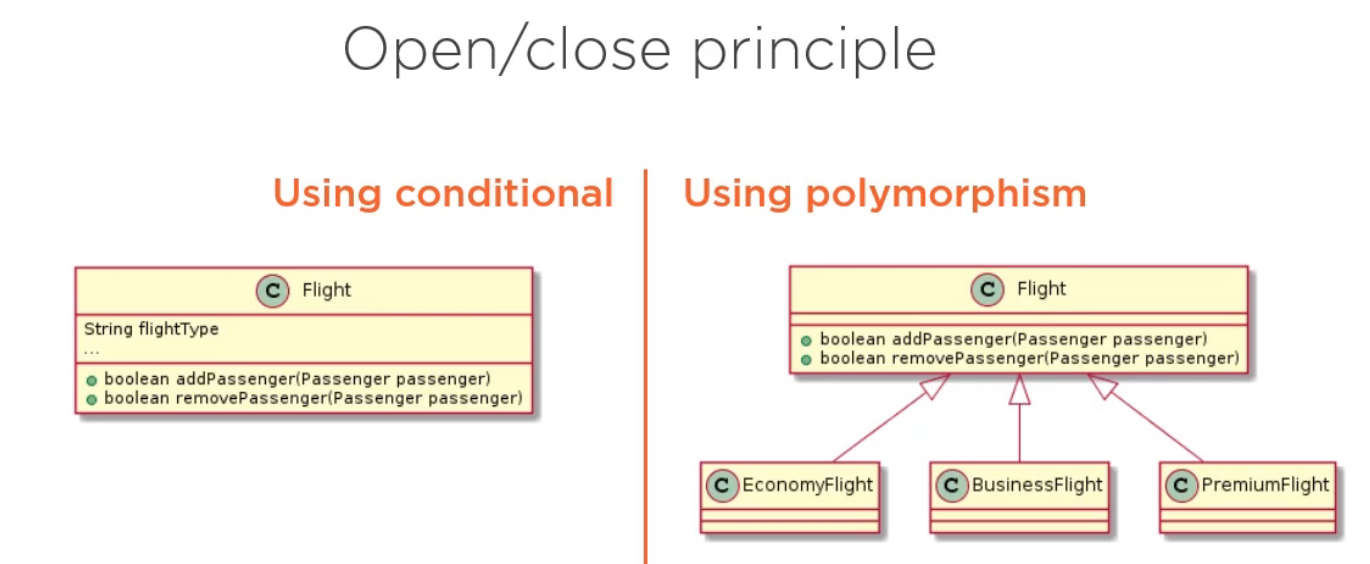 Open/close principle
Using conditional
Using polymorphism
C Flight
String flightType
...
boolean addPassenger(Passenger passenger)
boolean removePassenger(Passenger passenger)
C Flight
boolean addPassenger(Passenger passenger)
boolean removePassenger(Passenger passenger)
C EconomyFlight
C BusinessFlight
C PremiumFlight